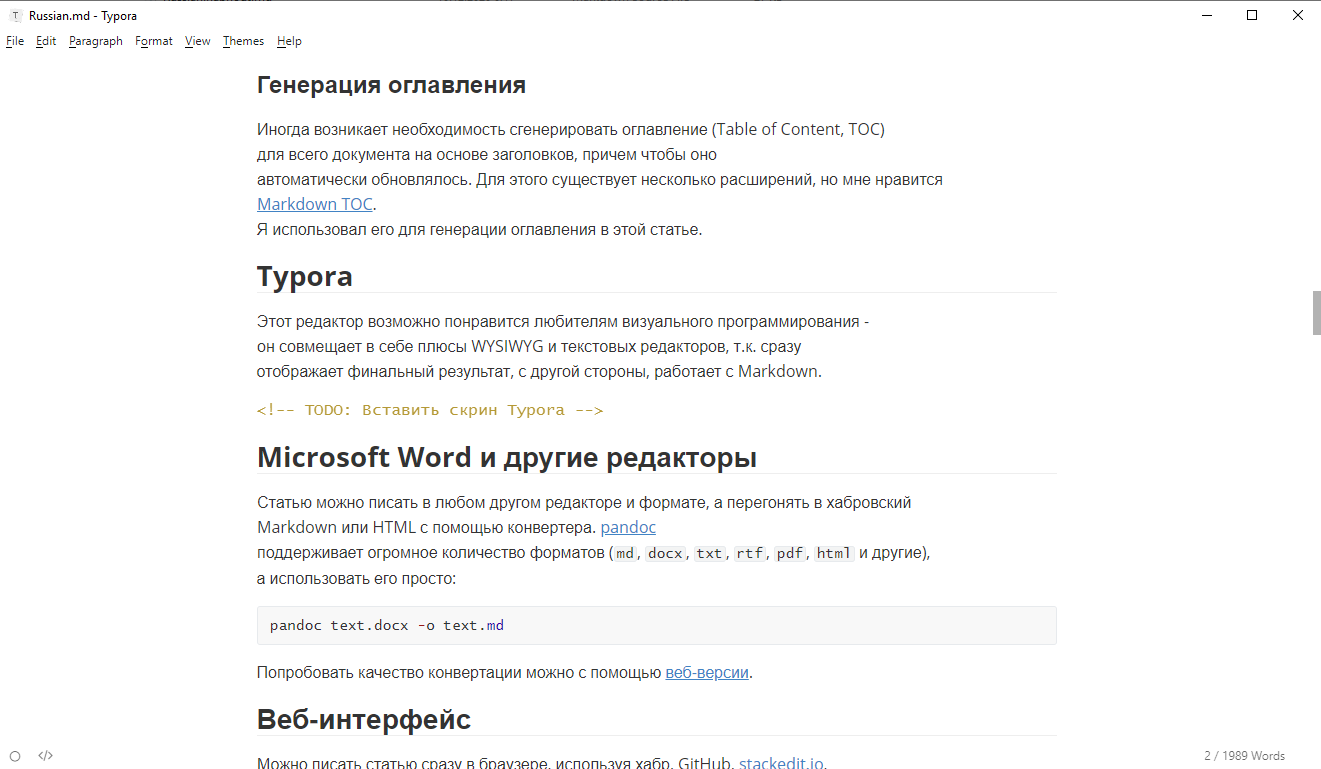 Russian.md - Typora
File Edit Paragraph Format View Themes Help
Генерация оглавления
Иногда возникает необходимость сгенерировать оглавление (Table of Content, TOC)
для всего документа на основе заголовков, причем чтобы оно
автоматически обновлялось. Для этого существует несколько расширений, но мне нравится
Markdown TOC.
Я использовал его для генерации оглавления в этой статье.
Typora
Этот редактор возможно понравится любителям визуального программирования -
он совмещает в себе плюсы WYSIWYG и текстовых редакторов, т.к. сразу
отображает финальный результат, с другой стороны, работает с Markdown.
<!-- TODO: Вставить скрин Typora -->
Microsoft Word и другие редакторы
Статью можно писать в любом другом редакторе и формате, а перегонять в хабровский
Markdown или HTML с помощью конвертера. pandoc
поддерживает огромное количество форматов (md, docx, txt, rtf, pdf, html и другие),
а использовать его просто:
pandoc text.docx -o text.md
Попробовать качество конвертации можно с помощью веб-версии.
Веб-интерфейс
Можно писать статью сразу в браузере, используя хабр, GitHub, stackedit.io.
2 / 1989 Words